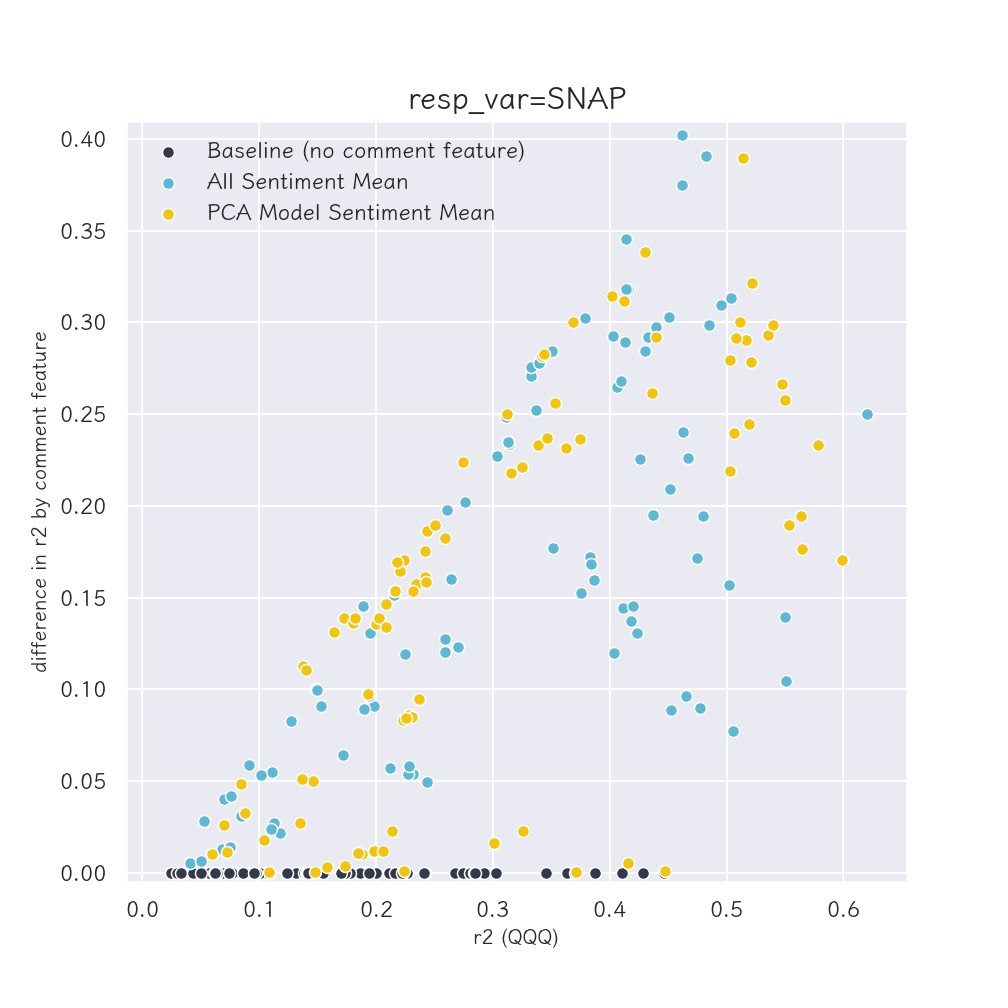 resp_var=SNAP
Baseline (no comment feature)
All Sentiment Mean
PCA Model Sentiment Mean
difference in r2 by comment feature
0.40
0.35
0.30
0.25
0.20
0.15
0.10
0.05
0.00
0.0 0.1 0.2 0.3 0.4 0.5 0.6
r2 (QQQ)